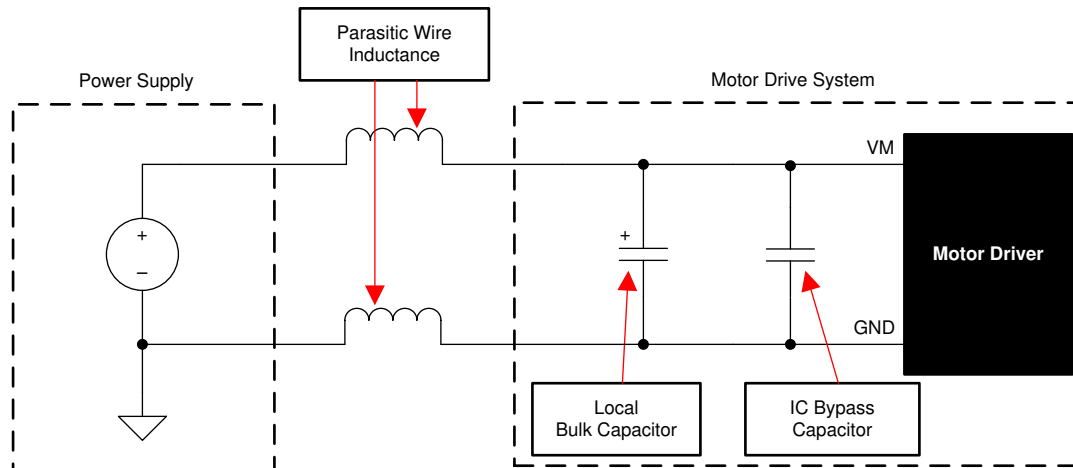 Parasitic Wire
Inductance
Power Supply
Motor Drive System
VM
+
–
+
Motor Driver
GND
Local
Bulk Capacitor
IC Bypass
Capacitor